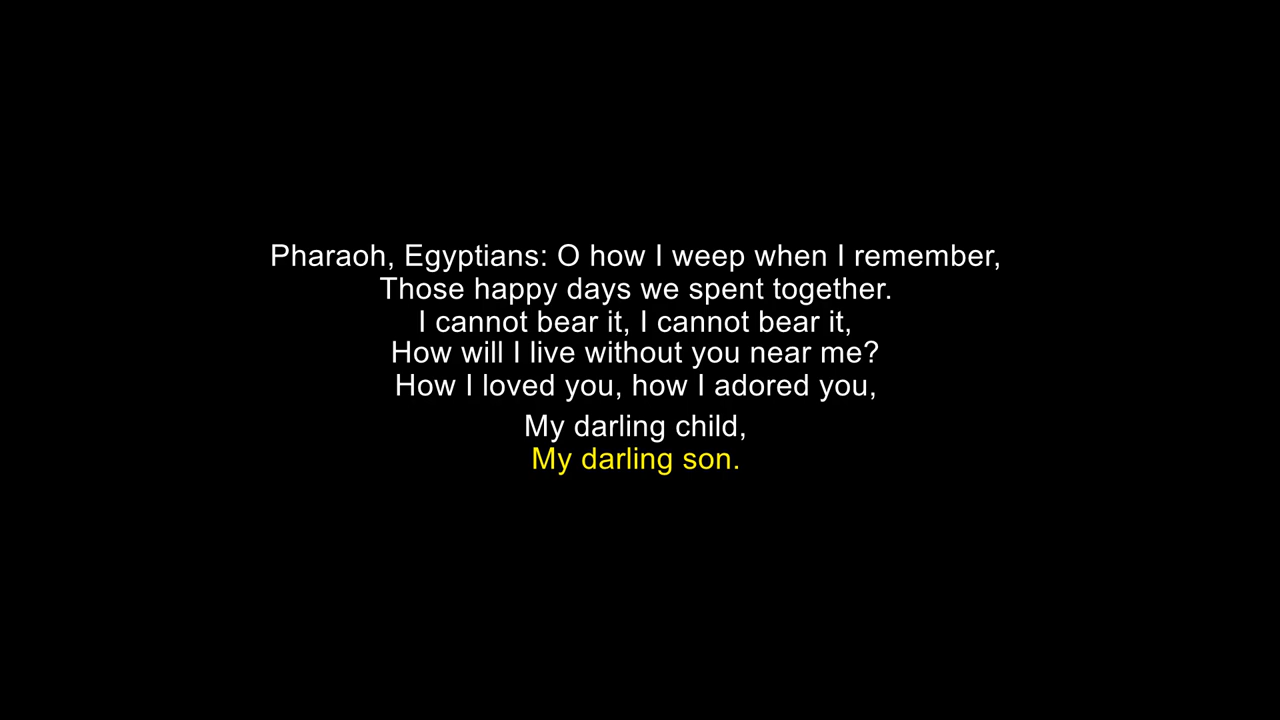 Pharaoh, Egyptians: O how I weep when I remember,
Those happy days we spent together.
I cannot bear it, I cannot bear it,
How will I live without you near me?
How I loved you, how I adored you,
My darling child,
My darling son.